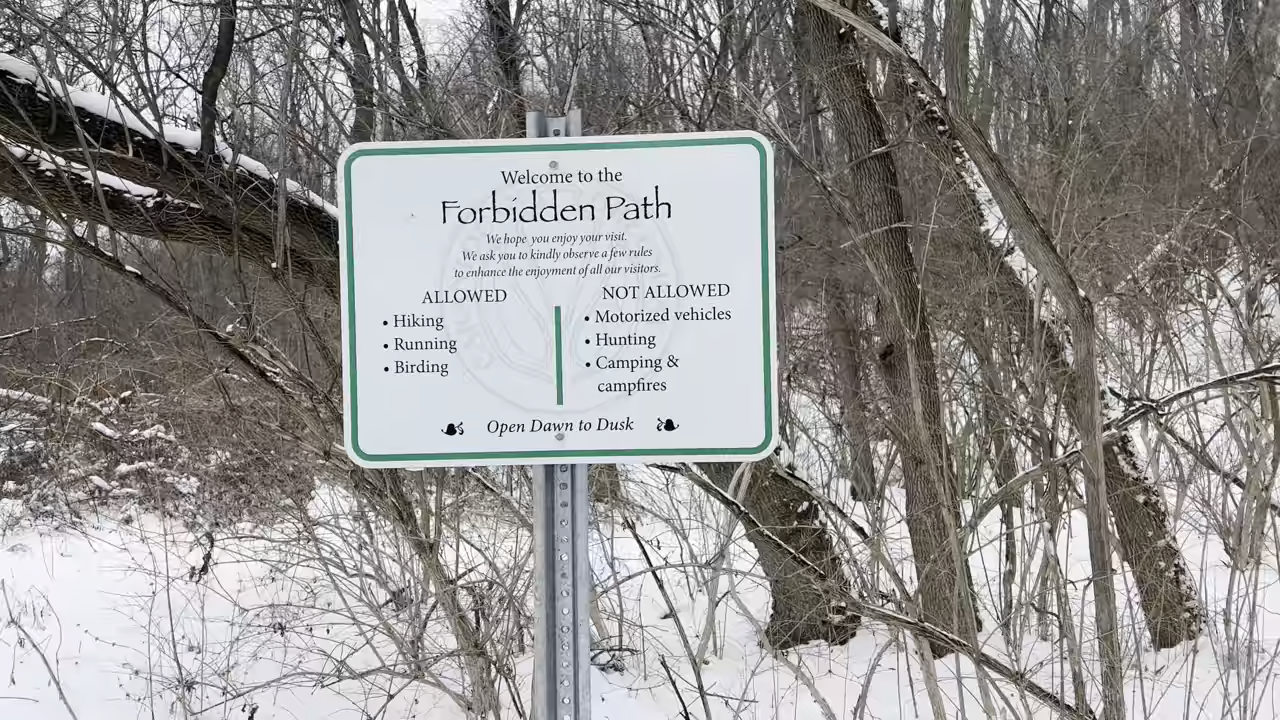 Welcome to the
Forbidden Path
We hope you enjoy your visit.
We ask you to kindly observe a few rules
to enhance the enjoyment of all our visitors.
ALLOWED
• Hiking
• Running
• Birding
NOT ALLOWED
• Motorized vehicles
• Hunting
• Camping &
campfires
Open Dawn to Dusk